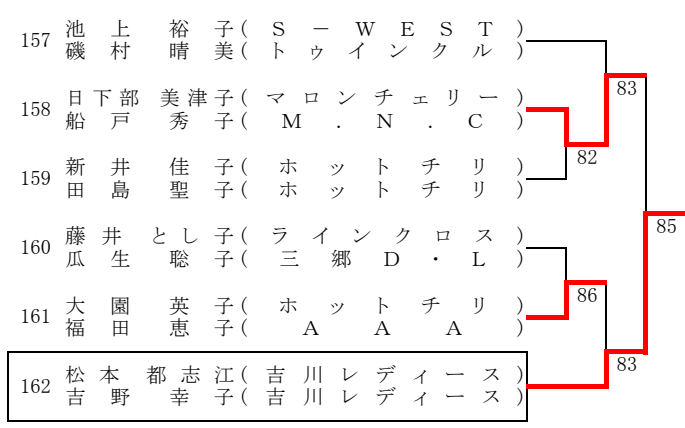 157 池上 裕子(S－WEST)
磯村 晴美(トゥインクル)
83
158 日下部 美津子(マロンチェリー)
船戸 秀子(M．N．C)
82
159 新井 佳子(ホットチリ)
田島 聖子(ホットチリ)
85
160 藤井 とし子(ラインクロス)
瓜生 聡子(三郷D・L)
86
161 大園 英子(ホットチリ)
福田 恵子(AAA)
83
162 松本 都志江(吉川レディース)
吉野 幸子(吉川レディース)